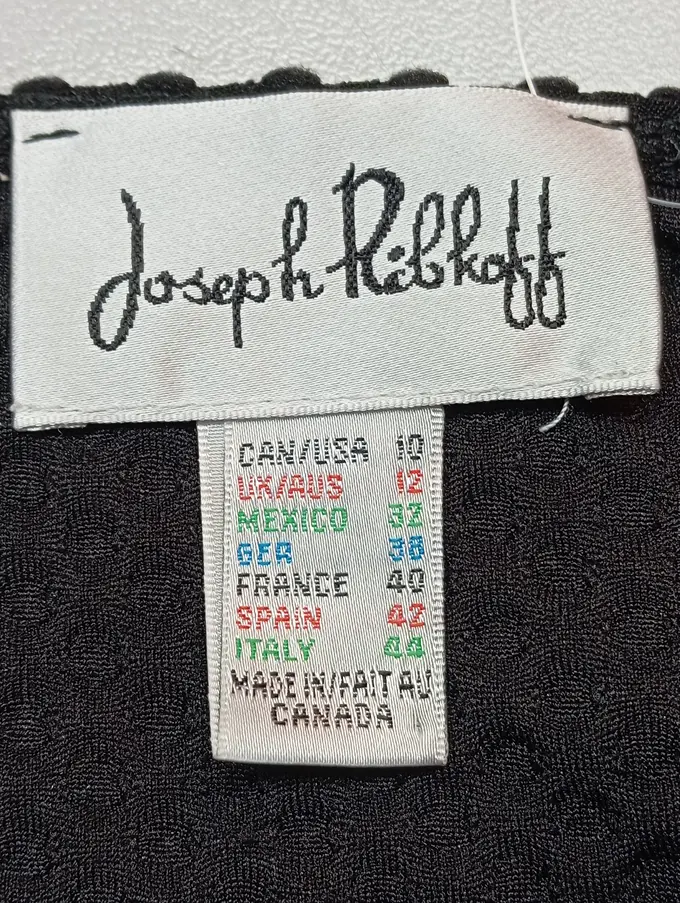 Joseph Ribkoff
CAN/USA 10
UK/AUS 12
MEXICO 32
GER 38
FRANCE 40
SPAIN 42
ITALY 44
MADE IN/FAIT AU
CANADA